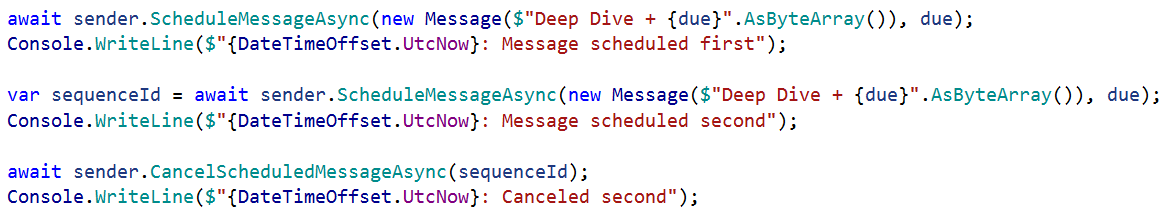 await sender.ScheduleMessageAsync(new Message($"Deep Dive + {due}".AsByteArray()), due);
Console.WriteLine($"{DateTimeOffset.UtcNow}: Message scheduled first");
var sequenceId = await sender.ScheduleMessageAsync(new Message($"Deep Dive + {due}".AsByteArray()), due);
Console.WriteLine($"{DateTimeOffset.UtcNow}: Message scheduled second");
await sender.CancelScheduledMessageAsync(sequenceId);
Console.WriteLine($"{DateTimeOffset.UtcNow}: Canceled second");